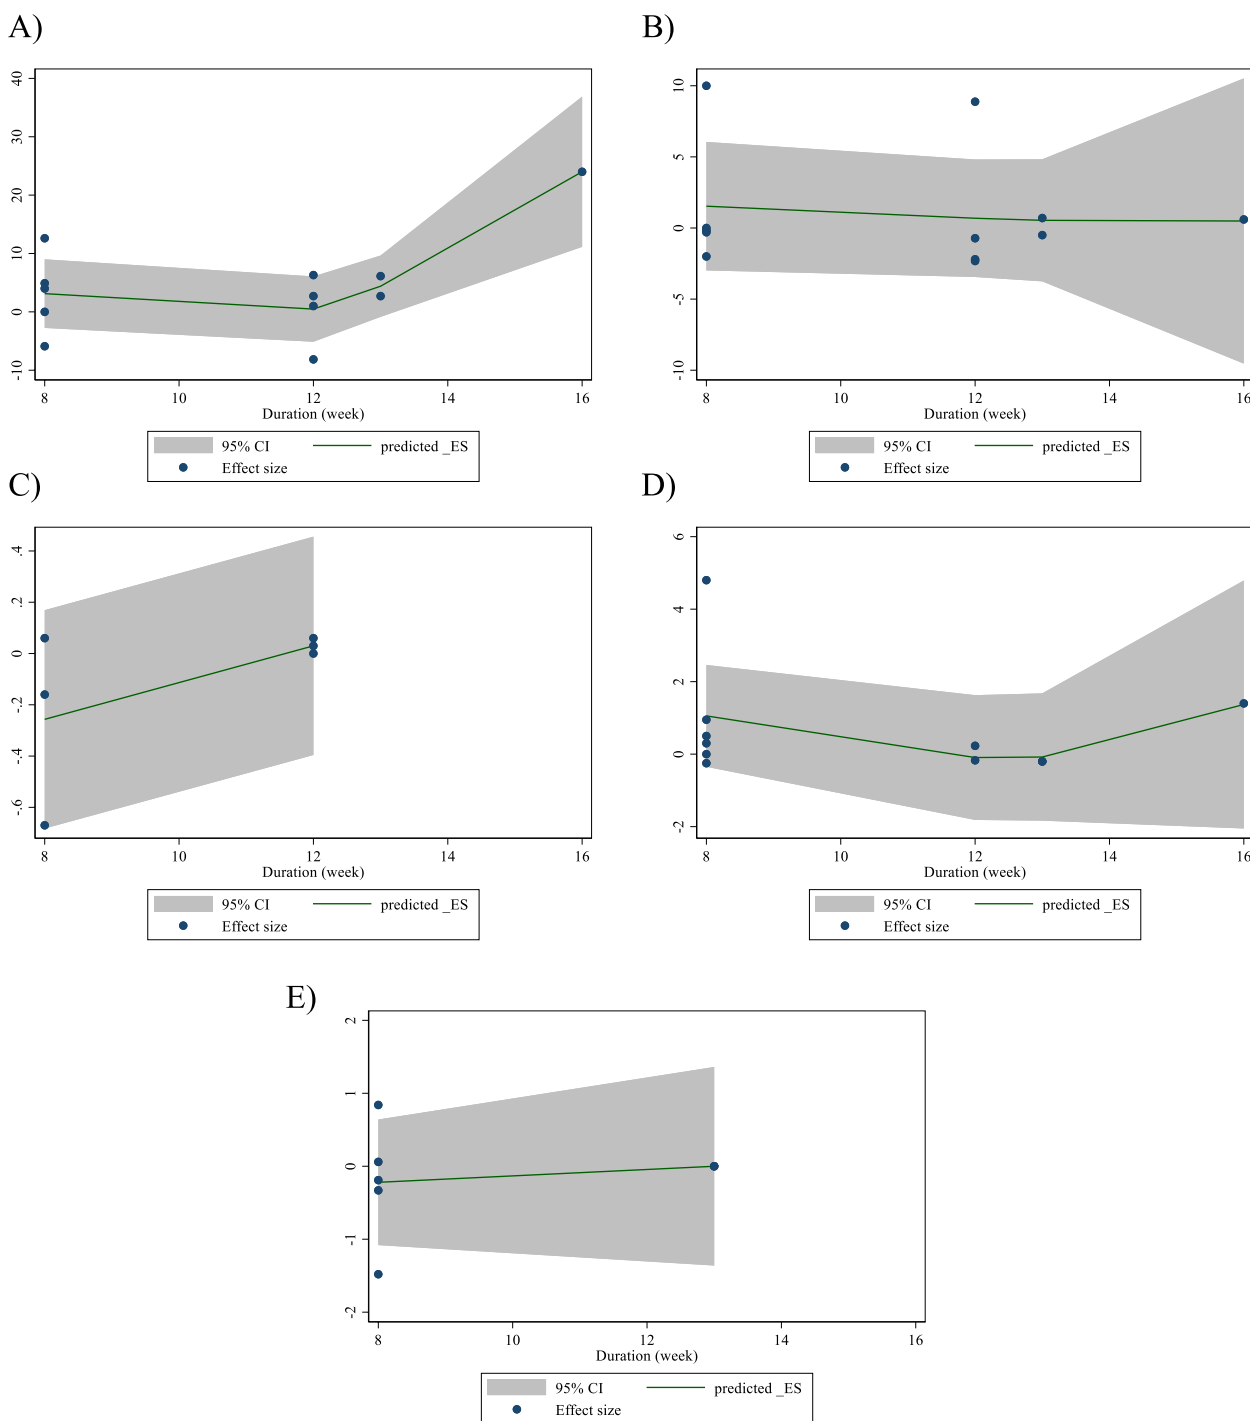 A)
B)
40
30
20
10
0
-10
8
10
12
14
16
Duration (week)
95% CI
predicted _ES
Effect size
10
5
0
-5
-10
8
10
12
14
16
Duration (week)
95% CI
predicted _ES
Effect size
C)
D)
.4
.2
0
-.2
-.4
-.6
8
10
12
14
16
Duration (week)
95% CI
predicted _ES
Effect size
6
4
2
0
-2
8
10
12
14
16
Duration (week)
95% CI
predicted _ES
Effect size
E)
2
1
0
-1
-2
8
10
12
14
16
Duration (week)
95% CI
predicted _ES
Effect size